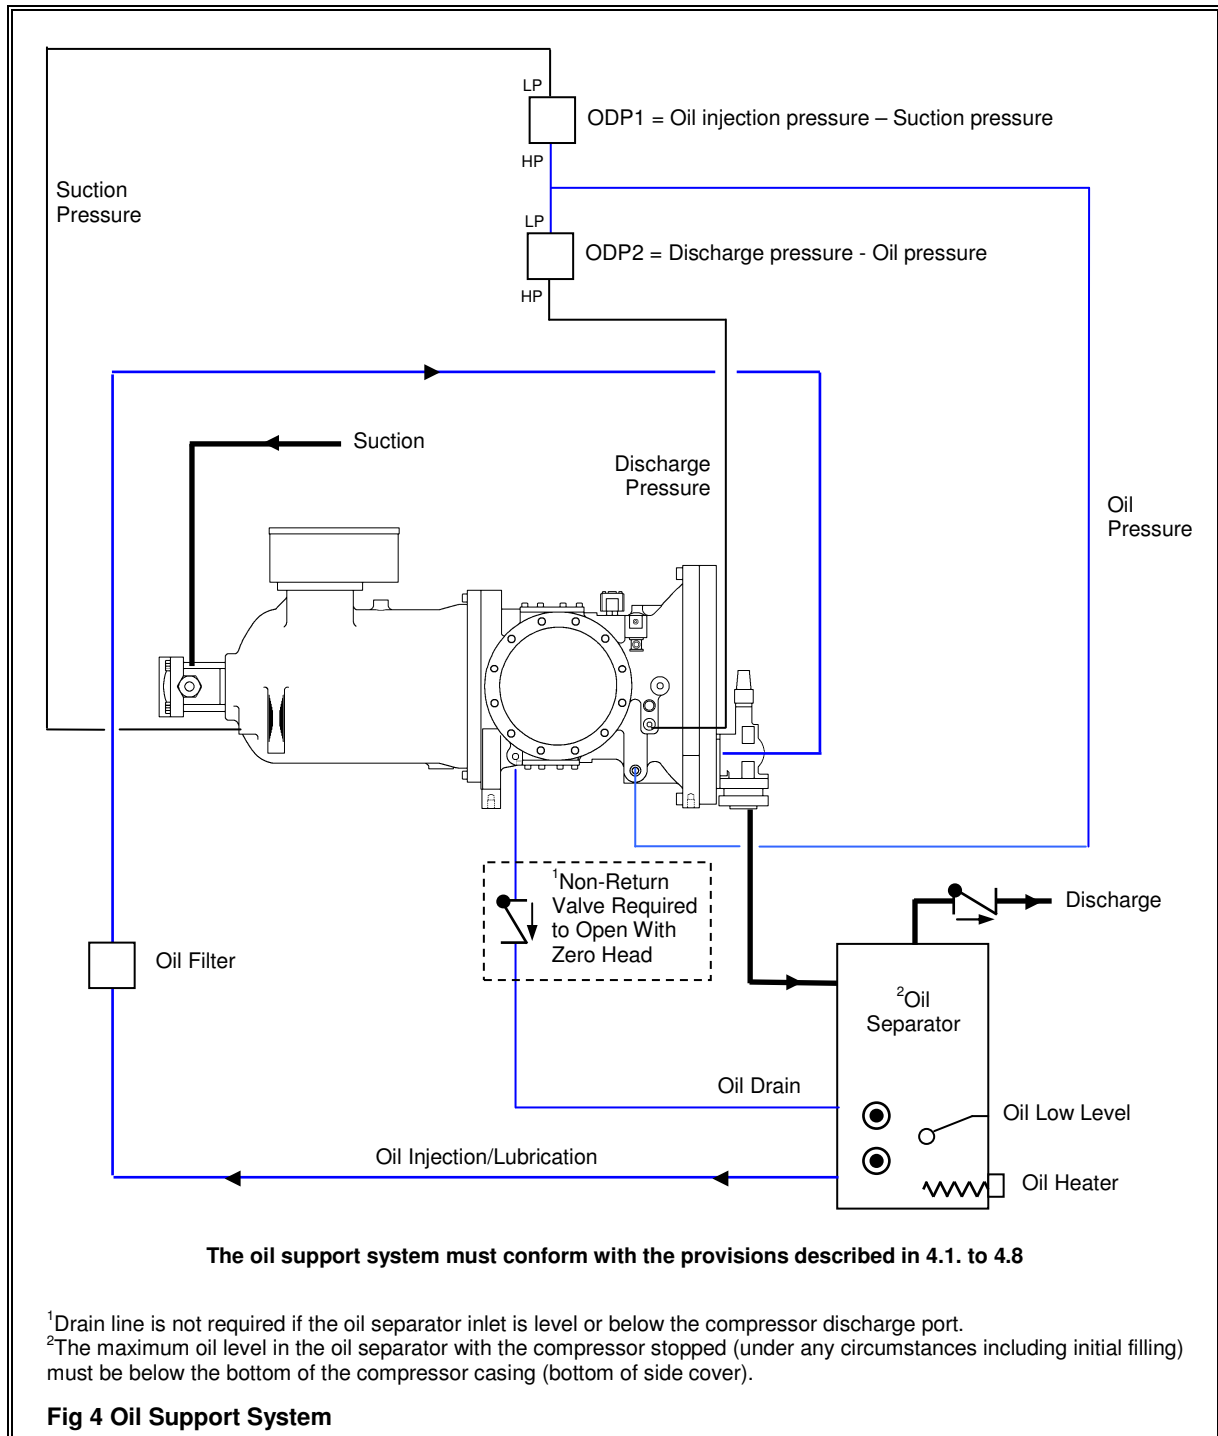 LP
ODP1 = Oil injection pressure – Suction pressure
HP
Suction
Pressure
LP
ODP2 = Discharge pressure - Oil pressure
HP
Suction
Discharge
Pressure
Oil
Pressure
¹Non-Return
Valve Required
to Open With
Zero Head
Discharge
Oil Filter
²Oil
Separator
Oil Drain
Oil Low Level
Oil Injection/Lubrication
Oil Heater
The oil support system must conform with the provisions described in 4.1. to 4.8
¹Drain line is not required if the oil separator inlet is level or below the compressor discharge port.
²The maximum oil level in the oil separator with the compressor stopped (under any circumstances including initial filling)
must be below the bottom of the compressor casing (bottom of side cover).
Fig 4 Oil Support System